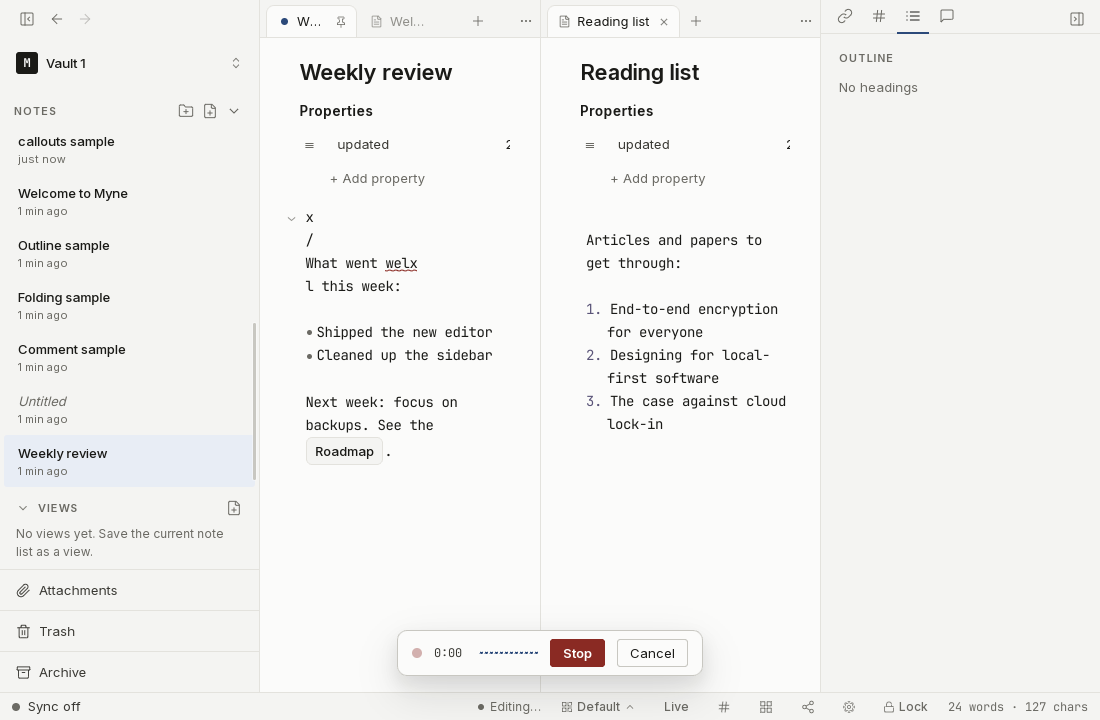 M Vault 1
NOTES
callouts sample
just now
Welcome to Myne
1 min ago
Outline sample
1 min ago
Folding sample
1 min ago
Comment sample
1 min ago
Untitled
1 min ago
Weekly review
1 min ago
VIEWS
No views yet. Save the current note
list as a view.
Attachments
Trash
Archive
Sync off
W…
Wel…
Weekly review
Properties
updated
+ Add property
x
/
What went welx
l this week:
• Shipped the new editor
• Cleaned up the sidebar
Next week: focus on
backups. See the
Roadmap .
Reading list
Reading list
Properties
updated
+ Add property
Articles and papers to
get through:
1. End-to-end encryption
for everyone
2. Designing for local-
first software
3. The case against cloud
lock-in
OUTLINE
No headings
0:00 Stop Cancel
Editing… Default Live Lock 24 words · 127 chars